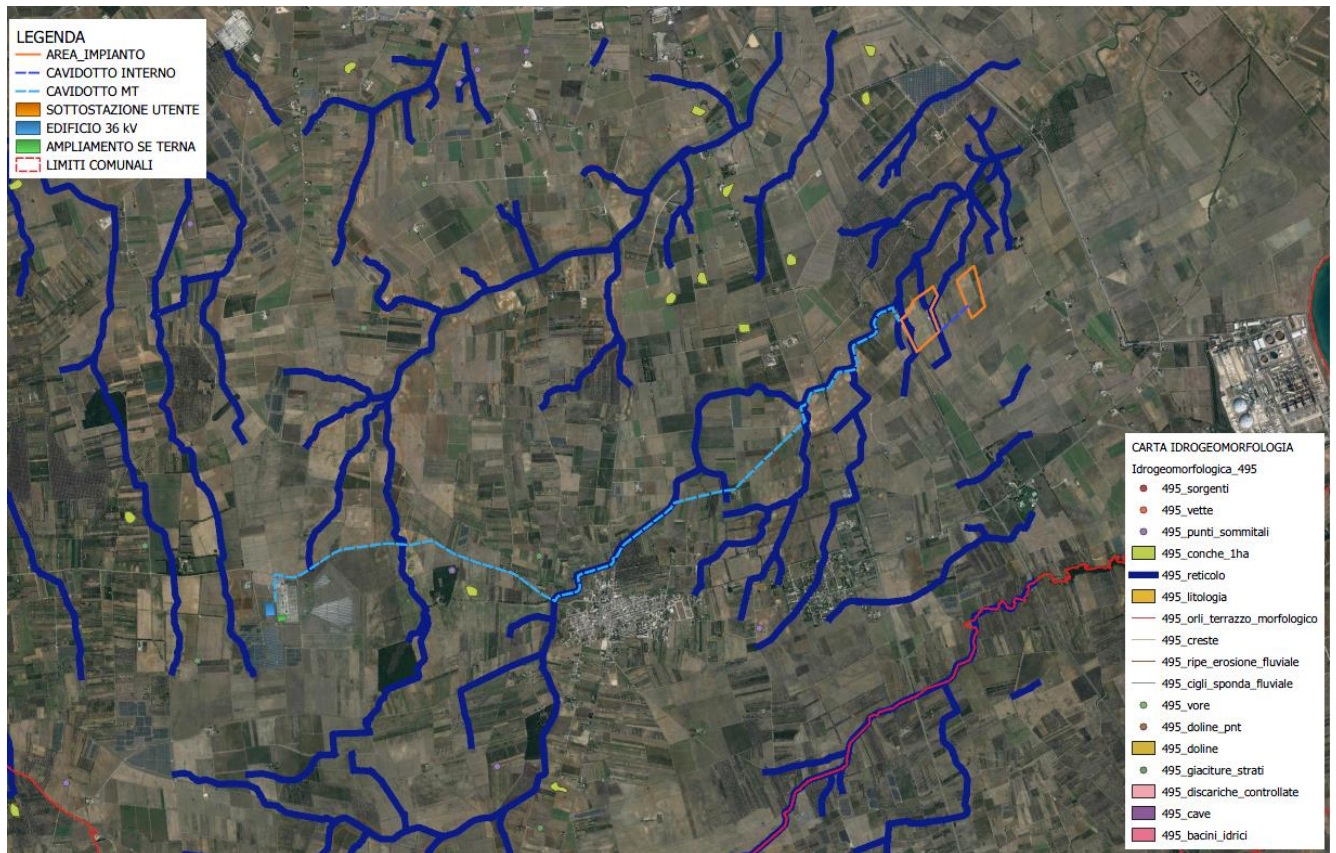 LEGENDA
AREA_IMPIANTO
CAVIDOTTO INTERNO
CAVIDOTTO MT
SOTTOSTAZIONE UTENTE
EDIFICIO 36 kV
AMPLIAMENTO SE TERNA
LIMITI COMUNALI
CARTA IDROGEOMORFOLOGIA
Idrogeomorfologica_495
495_sorgenti
495_vette
495_punti_sommitali
495_conche_1ha
495_reticolo
495_litologia
495_orli_terrazzo_morfologico
495_creste
495_ripe_erosione_fluviale
495_cigli_sponda_fluviale
495_vore
495_doline_pnt
495_doline
495_giaciture_strati
495_discariche_controllate
495_cave
495_bacini_idrici